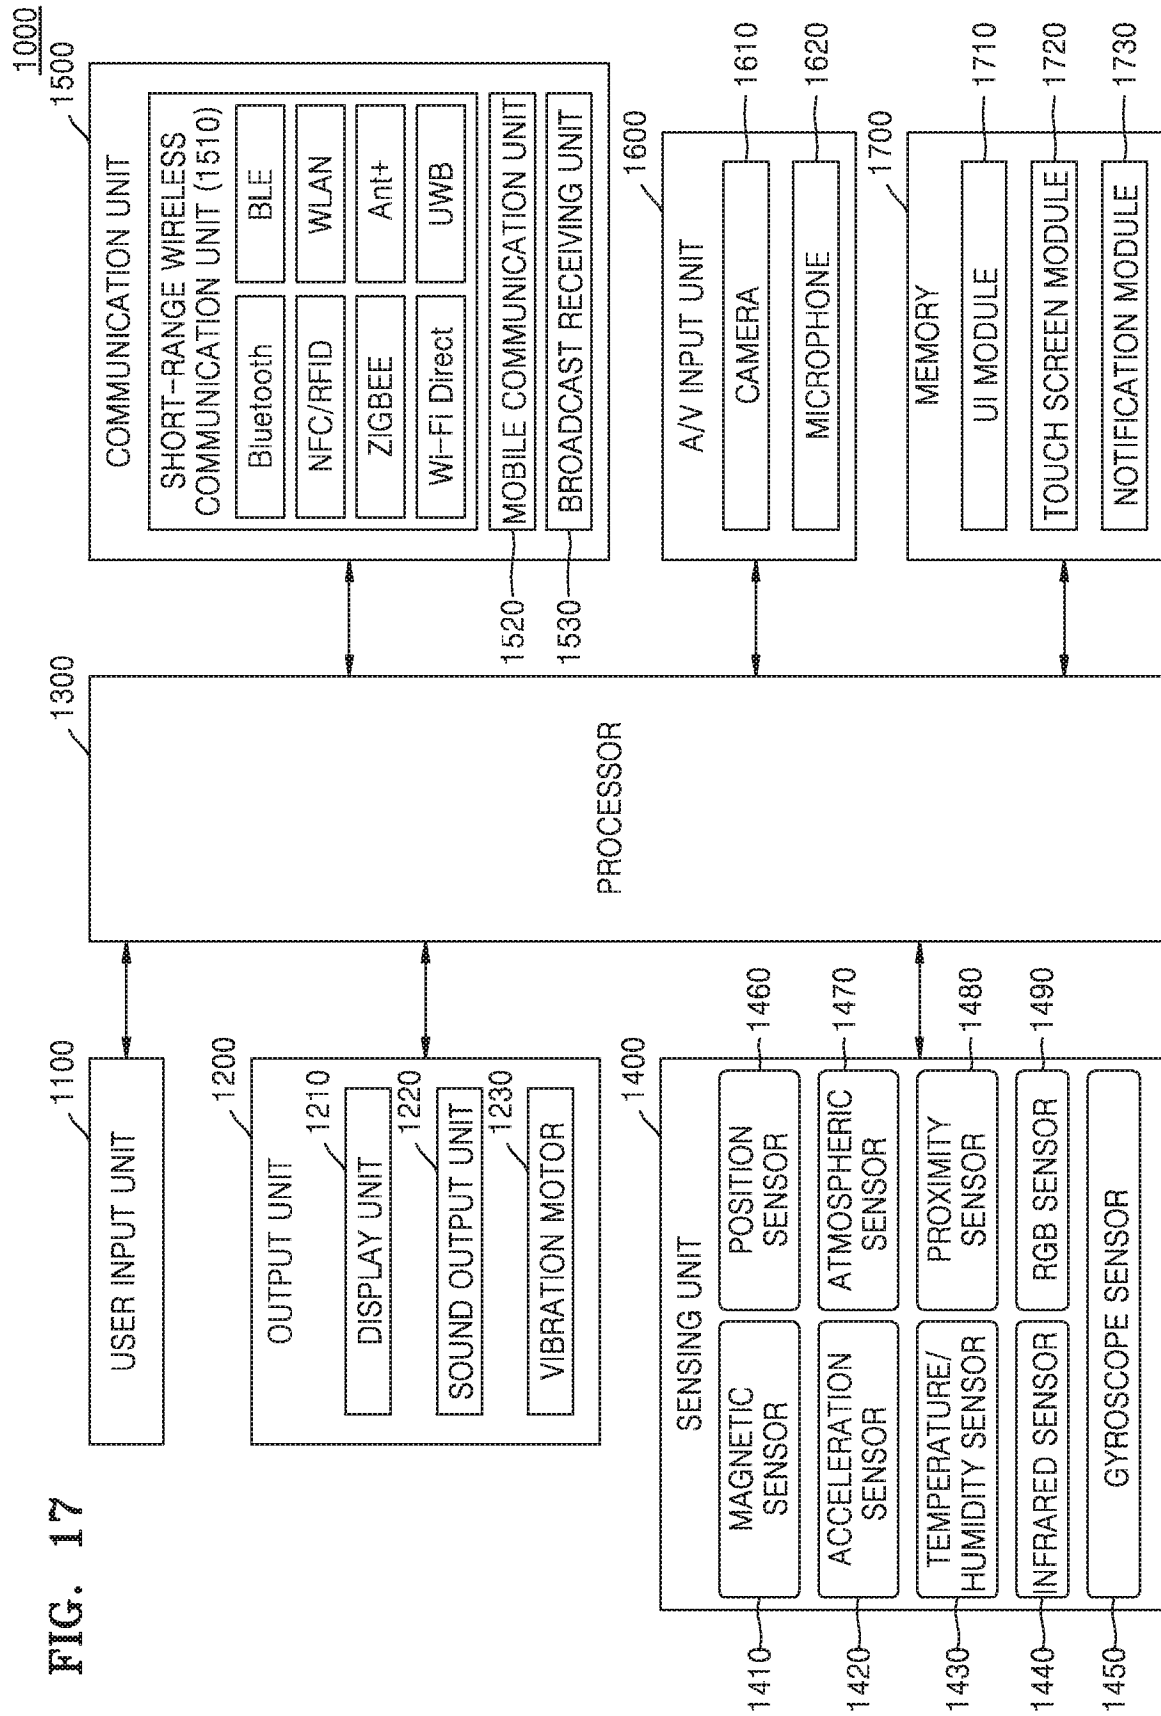 FIG. 17
1000
1100
USER INPUT UNIT
1200
OUTPUT UNIT
1210
DISPLAY UNIT
1220
SOUND OUTPUT UNIT
1230
VIBRATION MOTOR
1400
SENSING UNIT
1410
MAGNETIC
SENSOR
POSITION
SENSOR
1460
1420
ACCELERATION
SENSOR
ATMOSPHERIC
SENSOR
1470
1430
TEMPERATURE/
HUMIDITY SENSOR
PROXIMITY
SENSOR
1480
1440
INFRARED SENSOR
RGB SENSOR
1490
1450
GYROSCOPE SENSOR
1300
PROCESSOR
1500
COMMUNICATION UNIT
SHORT-RANGE WIRELESS
COMMUNICATION UNIT (1510)
Bluetooth
BLE
NFC/RFID
WLAN
ZIGBEE
Ant+
Wi-Fi Direct
UWB
1520
MOBILE COMMUNICATION UNIT
1530
BROADCAST RECEIVING UNIT
1600
A/V INPUT UNIT
CAMERA
1610
MICROPHONE
1620
1700
MEMORY
UI MODULE
1710
TOUCH SCREEN MODULE
1720
NOTIFICATION MODULE
1730